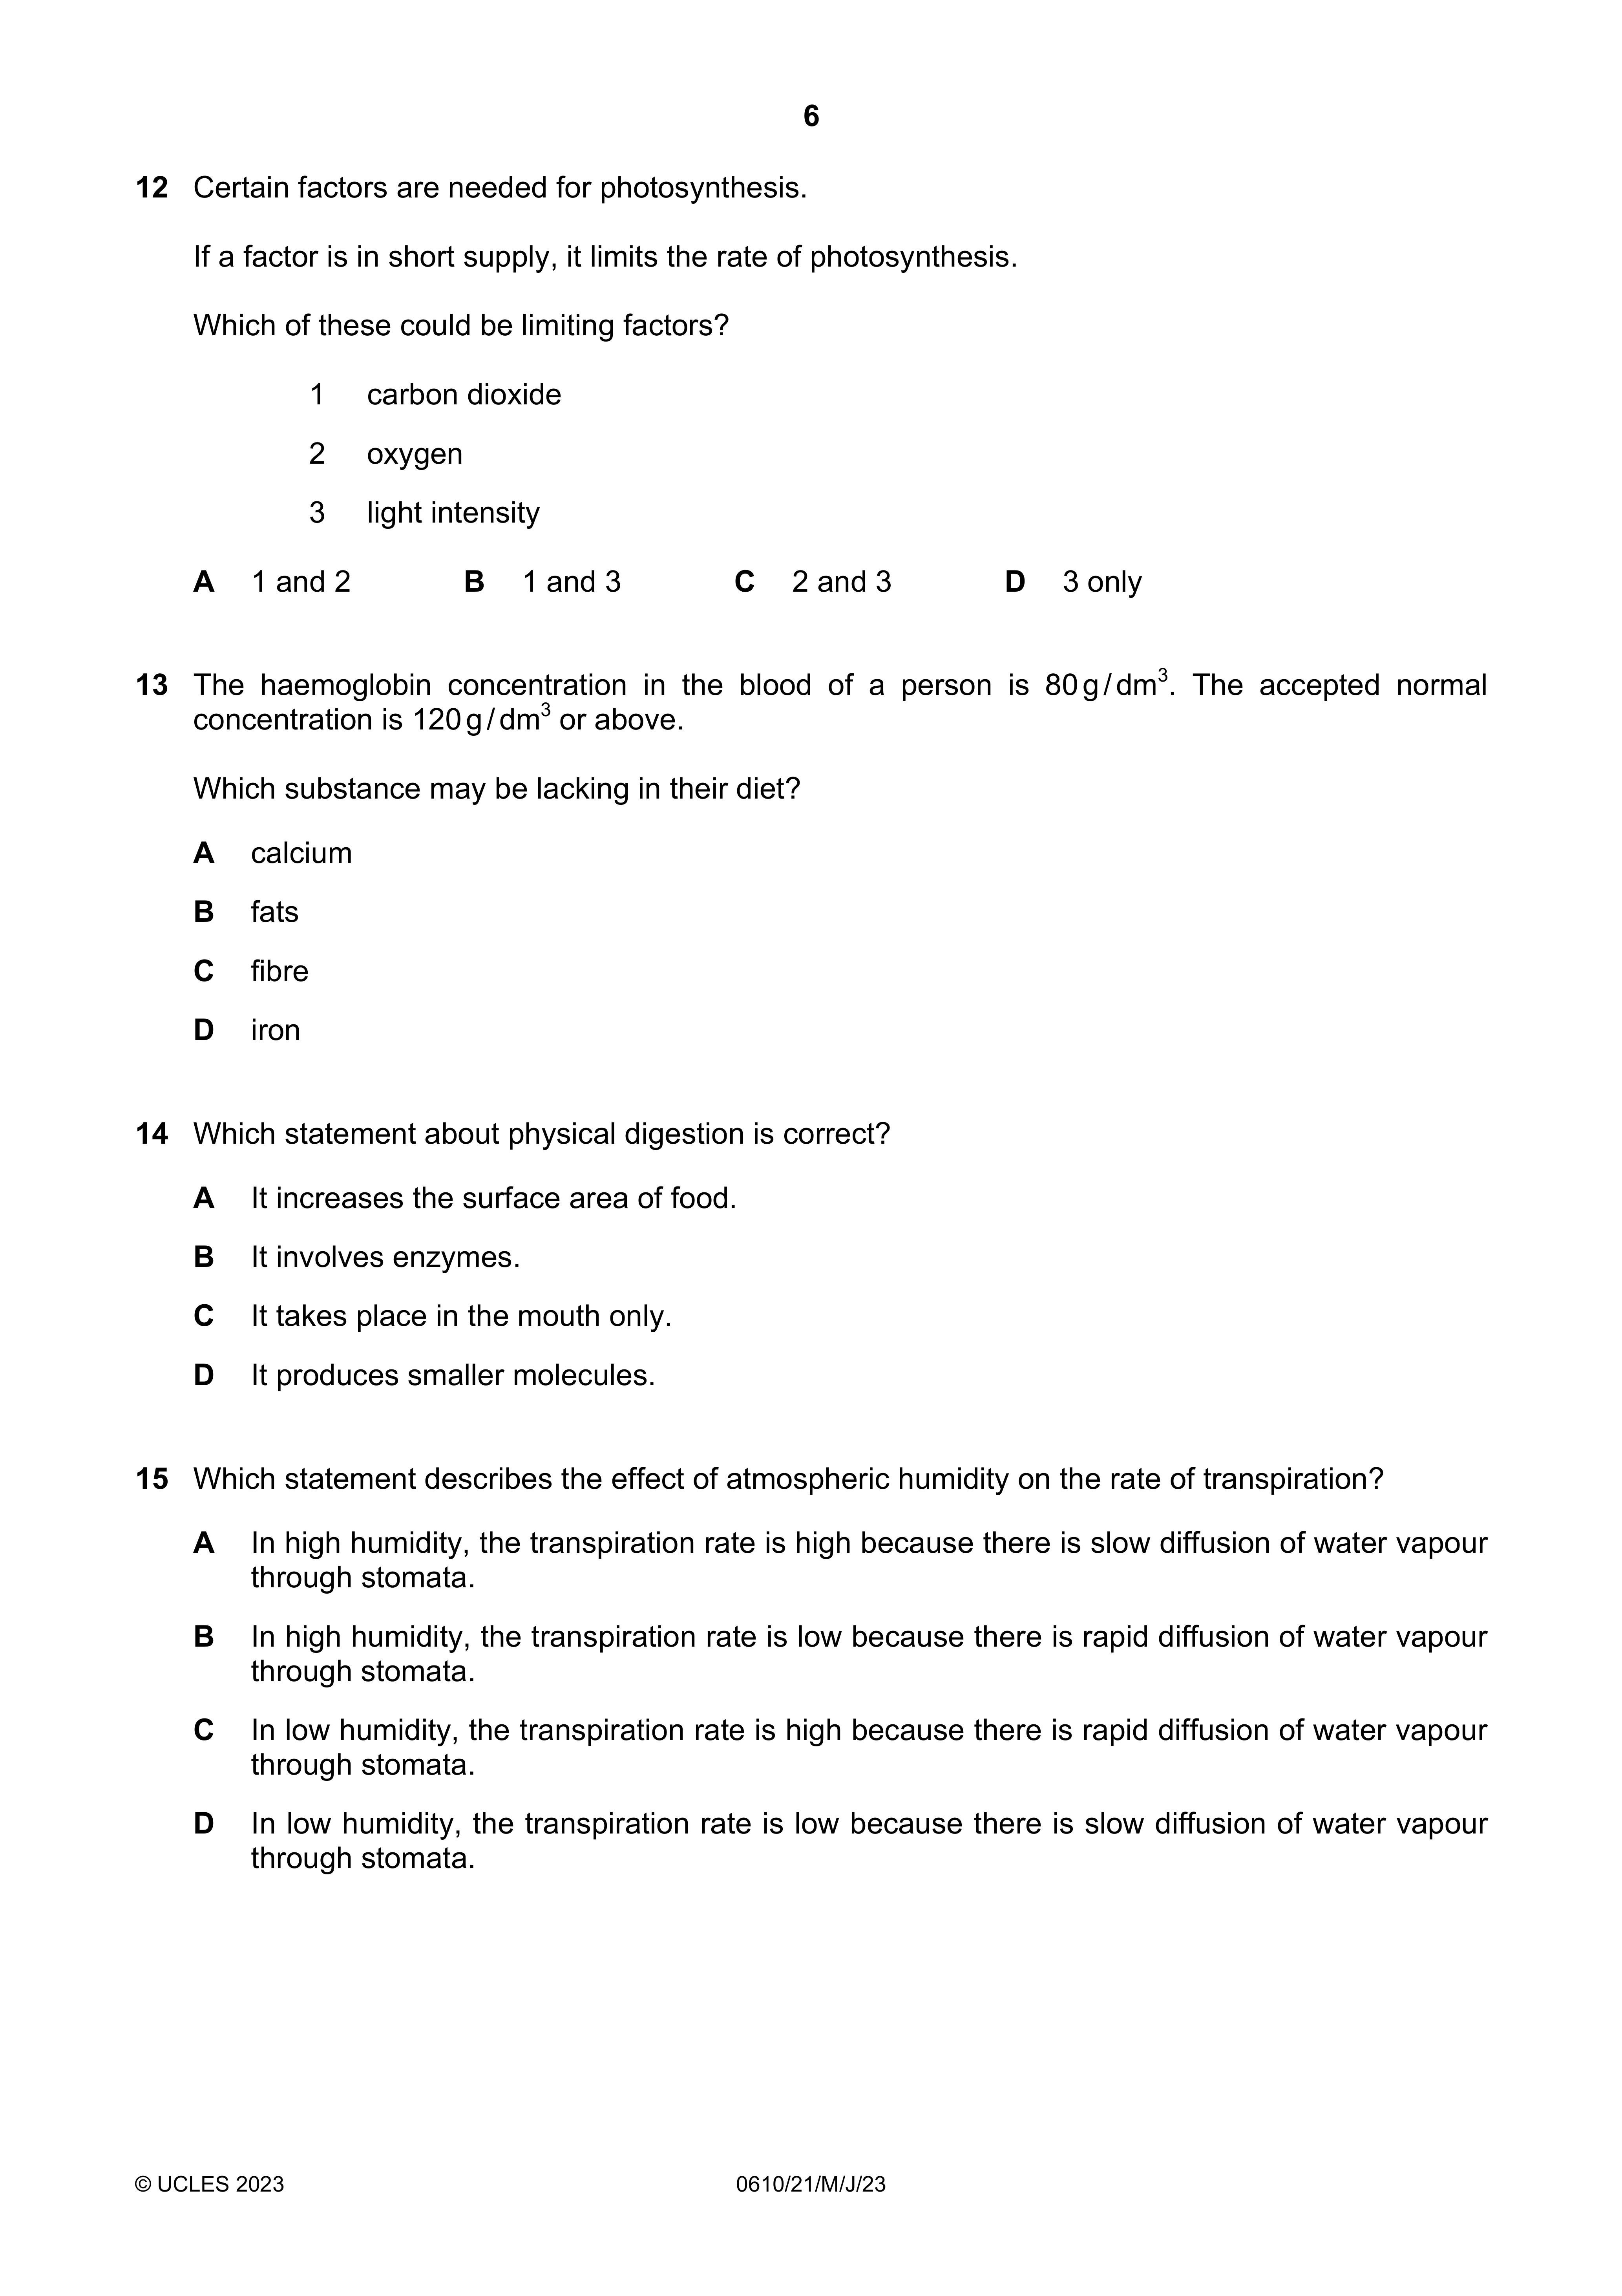 6
12 Certain factors are needed for photosynthesis.
If a factor is in short supply, it limits the rate of photosynthesis.
Which of these could be limiting factors?
1 carbon dioxide
2 oxygen
3 light intensity
A 1 and 2 B 1 and 3 C 2 and 3 D 3 only
13 The haemoglobin concentration in the blood of a person is 80 g / dm³. The accepted normal
concentration is 120 g / dm³ or above.
Which substance may be lacking in their diet?
A calcium
B fats
C fibre
D iron
14 Which statement about physical digestion is correct?
A It increases the surface area of food.
B It involves enzymes.
C It takes place in the mouth only.
D It produces smaller molecules.
15 Which statement describes the effect of atmospheric humidity on the rate of transpiration?
A In high humidity, the transpiration rate is high because there is slow diffusion of water vapour
through stomata.
B In high humidity, the transpiration rate is low because there is rapid diffusion of water vapour
through stomata.
C In low humidity, the transpiration rate is high because there is rapid diffusion of water vapour
through stomata.
D In low humidity, the transpiration rate is low because there is slow diffusion of water vapour
through stomata.
© UCLES 2023 0610/21/M/J/23